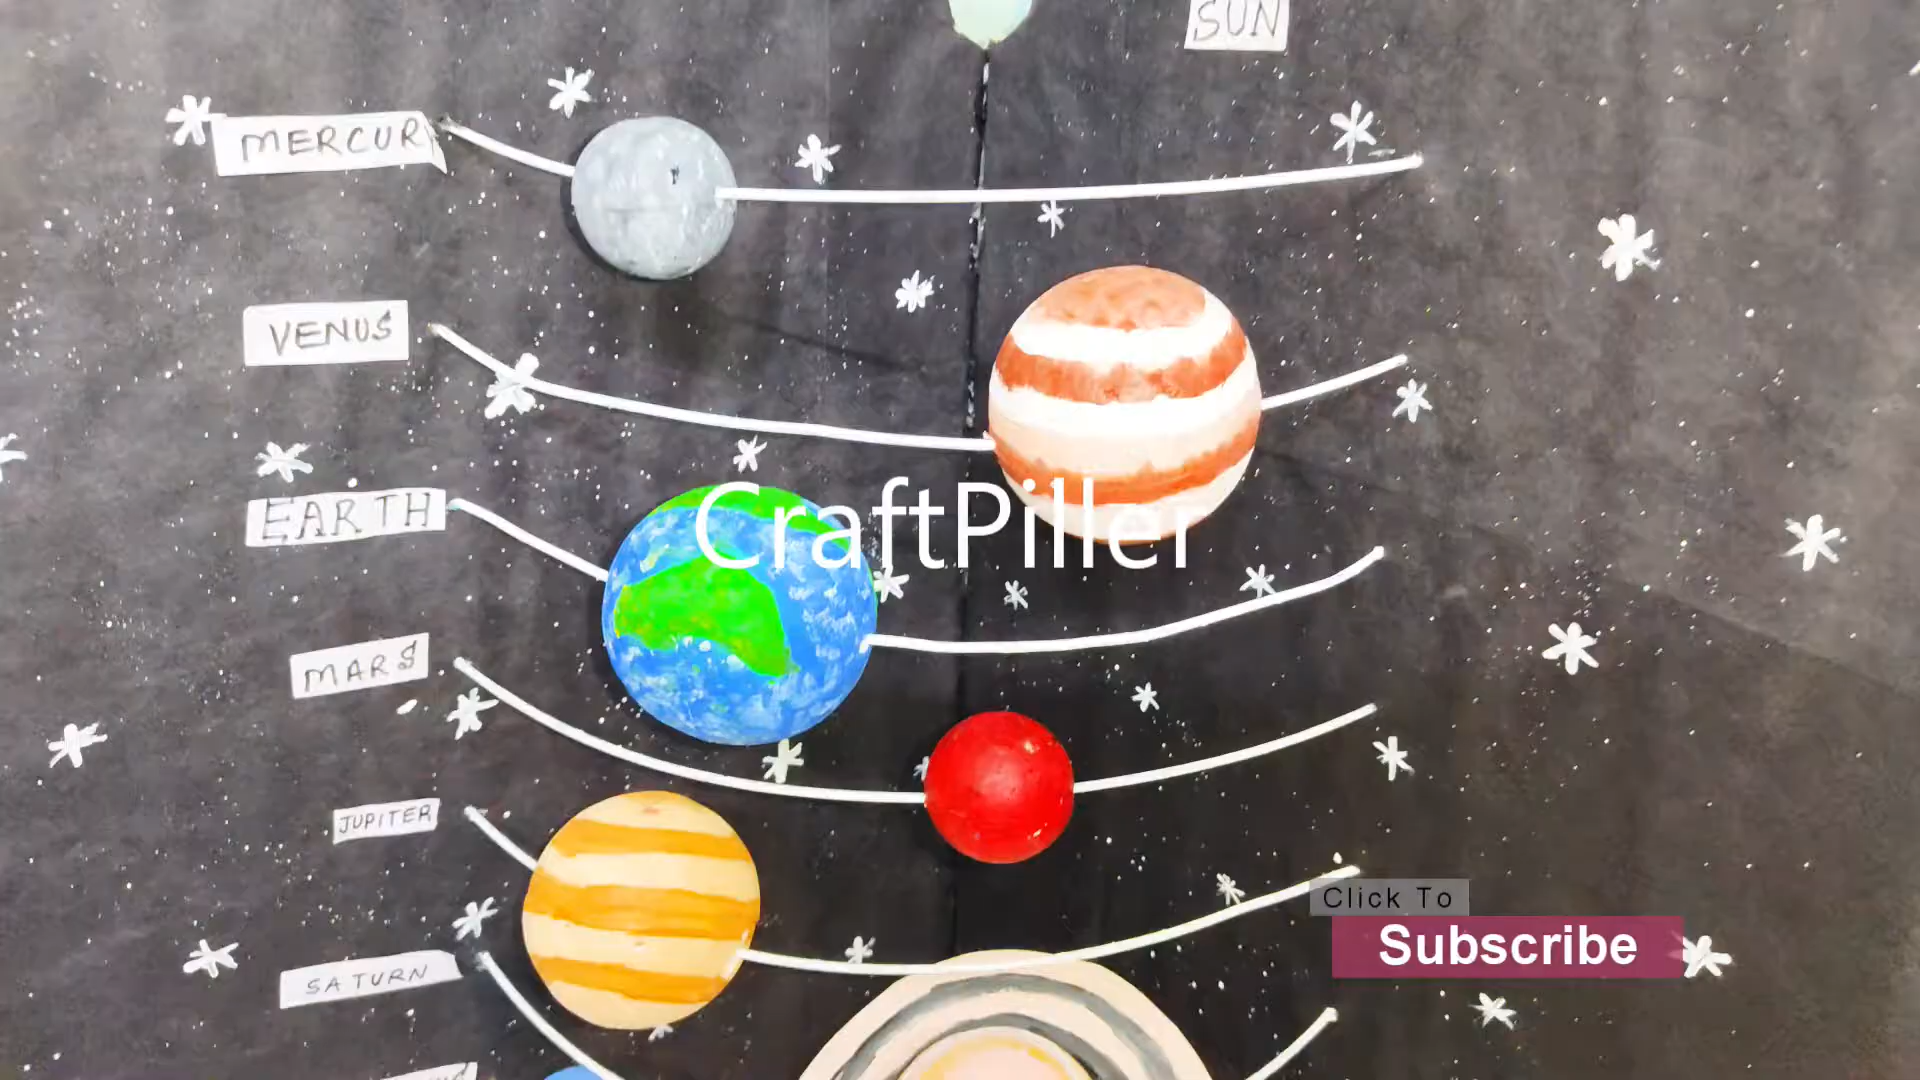 SUN
MERCUR
VENUS
EARTH
CraftPiller
MARS
JUPITER
Click To
Subscribe
SATURN